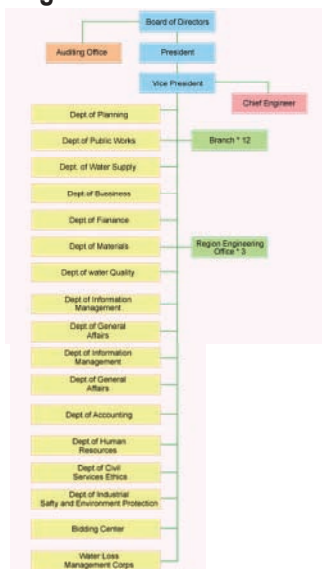 Board of Directors
Auditing Office
President
Vice President
Chief Engineer
Dept of Planning
Dept of Public Works
Branch * 12
Dept. of Water Supply
Dept of Bussiness
Dept of Fianance
Dept of Materials
Region Engineering
Office * 3
Dept of water Quality
Dept of Information
Management
Dept of General
Affairs
Dept of Information
Management
Dept of General
Affairs
Dept of Accounting
Dept of Human
Resources
Dept of Civil
Services Ethics
Dept of Industrial
Safty and Environment Protection
Bidding Center
Water Loss
Management Corps